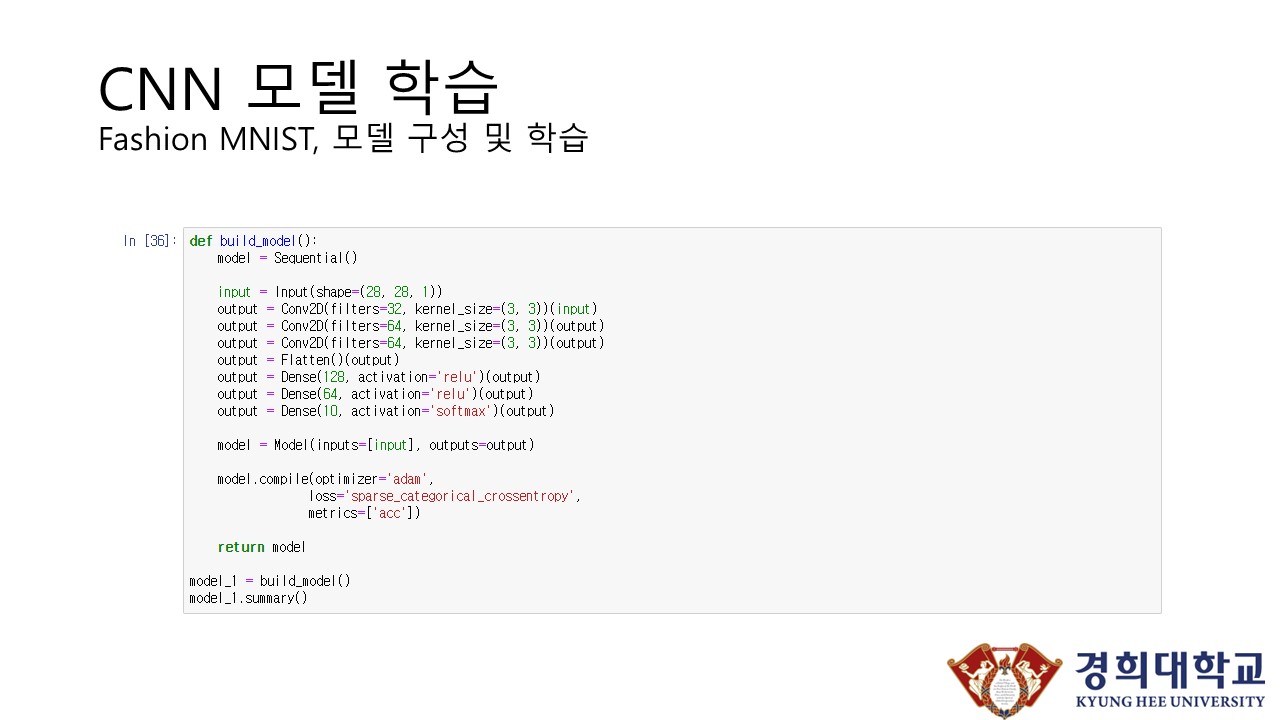 CNN 모델 학습
Fashion MNIST, 모델 구성 및 학습
In [36]:
def build_model():
    model = Sequential()
    input = Input(shape=(28, 28, 1))
    output = Conv2D(filters=32, kernel_size=(3, 3))(input)
    output = Conv2D(filters=64, kernel_size=(3, 3))(output)
    output = Conv2D(filters=64, kernel_size=(3, 3))(output)
    output = Flatten()(output)
    output = Dense(128, activation='relu')(output)
    output = Dense(64, activation='relu')(output)
    output = Dense(10, activation='softmax')(output)
    model = Model(inputs=[input], outputs=output)
    model.compile(optimizer='adam',
                  loss='sparse_categorical_crossentropy',
                  metrics=['acc'])
    return model
model_1 = build_model()
model_1.summary()
경희대학교
KYUNG HEE UNIVERSITY